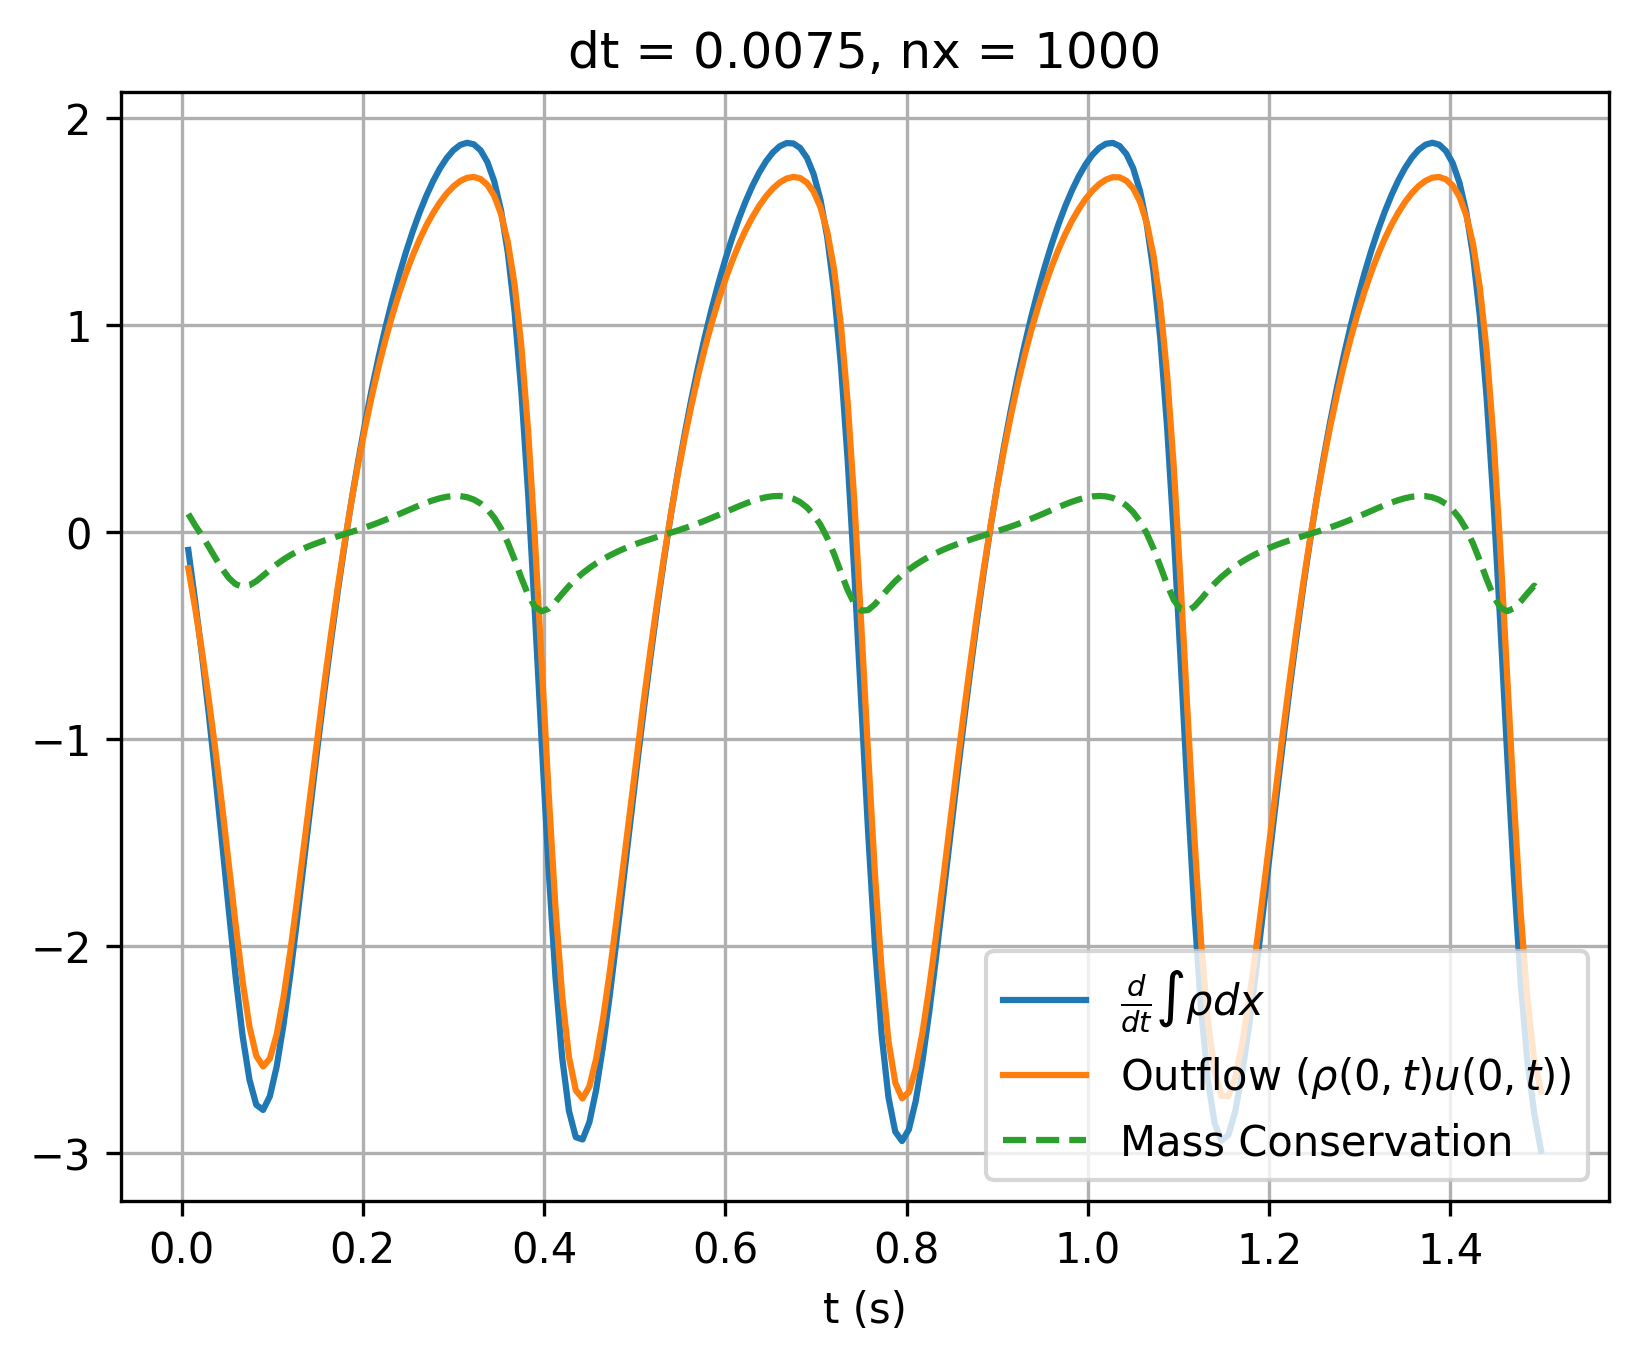 dt = 0.0075, nx = 1000
2
1
0
−1
−2
−3
d/dt ∫ρdx
Outflow (ρ(0, t)u(0, t))
Mass Conservation
0.0 0.2 0.4 0.6 0.8 1.0 1.2 1.4
t (s)